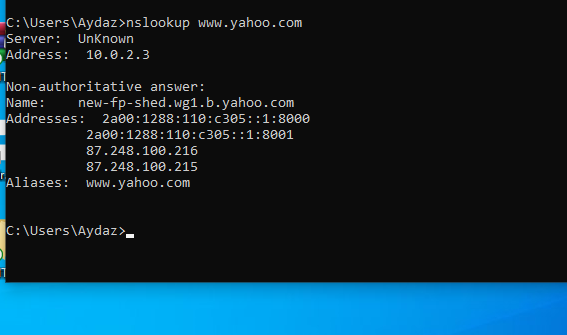 C:\Users\Aydaz>nslookup www.yahoo.com
Server:  UnKnown
Address:  10.0.2.3

Non-authoritative answer:
Name:    new-fp-shed.wg1.b.yahoo.com
Addresses:  2a00:1288:110:c305::1:8000
          2a00:1288:110:c305::1:8001
          87.248.100.216
          87.248.100.215
Aliases:  www.yahoo.com

C:\Users\Aydaz>